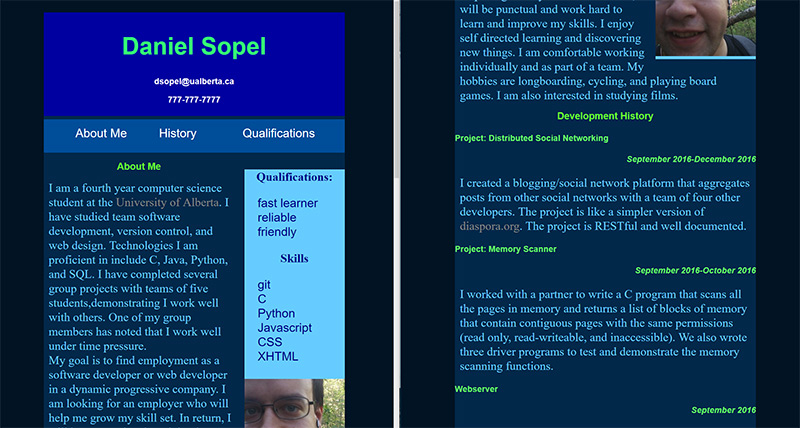 Daniel Sopel
dsopel@ualberta.ca
777-777-7777
About Me History Qualifications
About Me
I am a fourth year computer science
student at the University of Alberta. I
have studied team software
development, version control, and
web design. Technologies I am
proficient in include C, Java, Python,
and SQL. I have completed several
group projects with teams of five
students,demonstrating I work well
with others. One of my group
members has noted that I work well
under time pressure.
My goal is to find employment as a
software developer or web developer
in a dynamic progressive company. I
am looking for an employer who will
help me grow my skill set. In return, I
Qualifications:
fast learner
reliable
friendly
Skills
git
C
Python
Javascript
CSS
XHTML
will be punctual and work hard to
learn and improve my skills. I enjoy
self directed learning and discovering
new things. I am comfortable working
individually and as part of a team. My
hobbies are longboarding, cycling, and playing board
games. I am also interested in studying films.
Development History
Project: Distributed Social Networking
September 2016-December 2016
I created a blogging/social network platform that aggregates
posts from other social networks with a team of four other
developers. The project is like a simpler version of
diaspora.org. The project is RESTful and well documented.
Project: Memory Scanner
September 2016-October 2016
I worked with a partner to write a C program that scans all
the pages in memory and returns a list of blocks of memory
that contain contiguous pages with the same permissions
(read only, read-writeable, and inaccessible). We also wrote
three driver programs to test and demonstrate the memory
scanning functions.
Webserver
September 2016